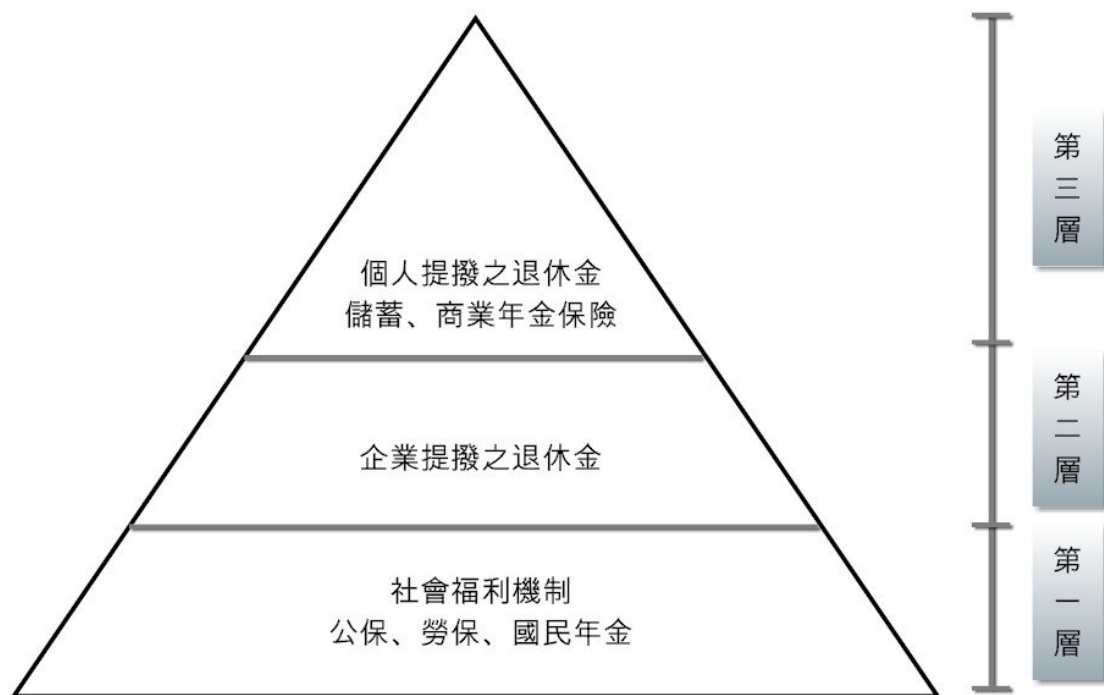 個人提撥之退休金
儲蓄、商業年金保險
第三層
企業提撥之退休金
第二層
社會福利機制
公保、勞保、國民年金
第一層